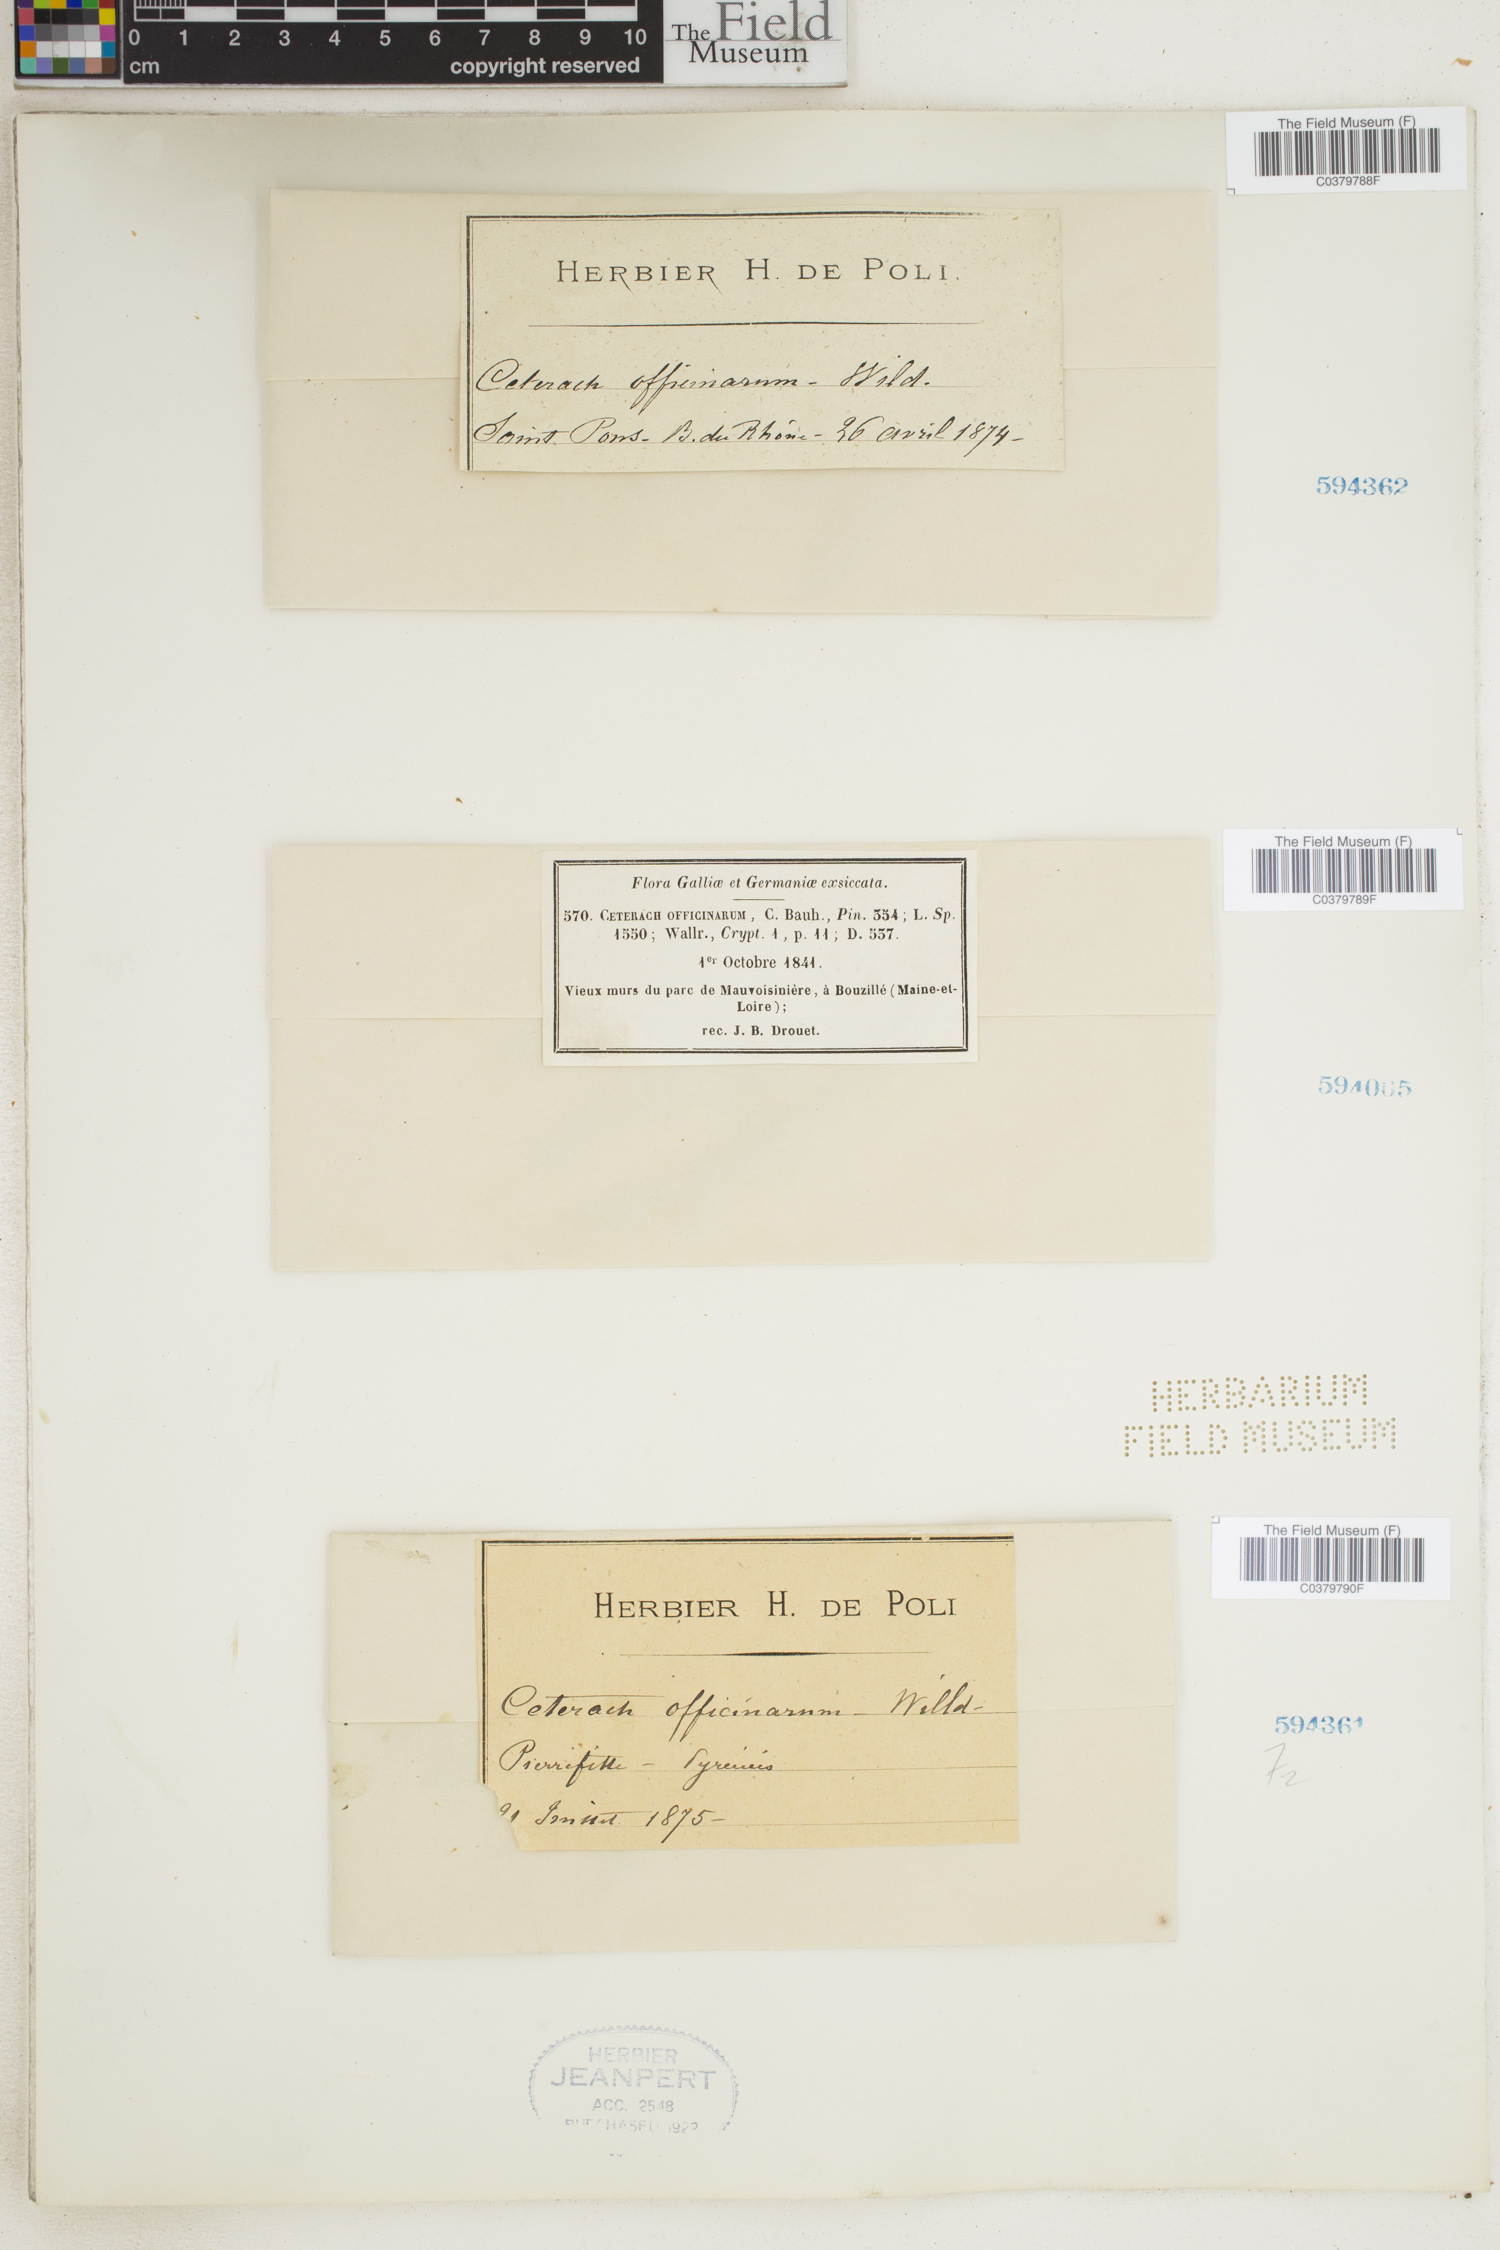 0 1 2 3 4 5 6 7 8 9 10
cm copyright reserved
The Field
Museum
The Field Museum (F)
C0379788F
HERBIER H. DE POLI.
Ceterach officinarum - Wild.
Saint Pons - B. du Rhône - 26 avril 1874 -
594362
The Field Museum (F)
C0379789F
Flora Galliæ et Germaniæ exsiccata.
570. CETERACH OFFICINARUM, C. Bauh., Pin. 354; L. Sp.
1550; Wallr., Crypt. 1, p. 11; D. 557.
1er Octobre 1841.
Vieux murs du parc de Mauvoisinière, à Bouzillé (Maine-et-
Loire);
rec. J. B. Drouet.
HERBARIUM
FIELD MUSEUM
The Field Museum (F)
C0379790F
HERBIER H. DE POLI
Ceterach officinarum - Willd -
Pierrefitte - Pyrénées
Juillet 1875 -
594361
HERBIER
JEANPERT
ACC. 2548